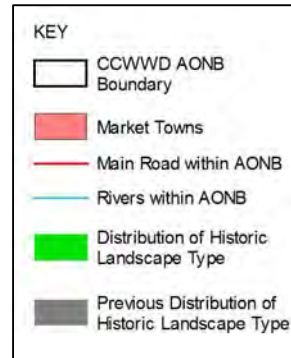 KEY
CCWWD AONB
Boundary
Market Towns
Main Road within AONB
Rivers within AONB
Distribution of Historic
Landscape Type
Previous Distribution of
Historic Landscape Type